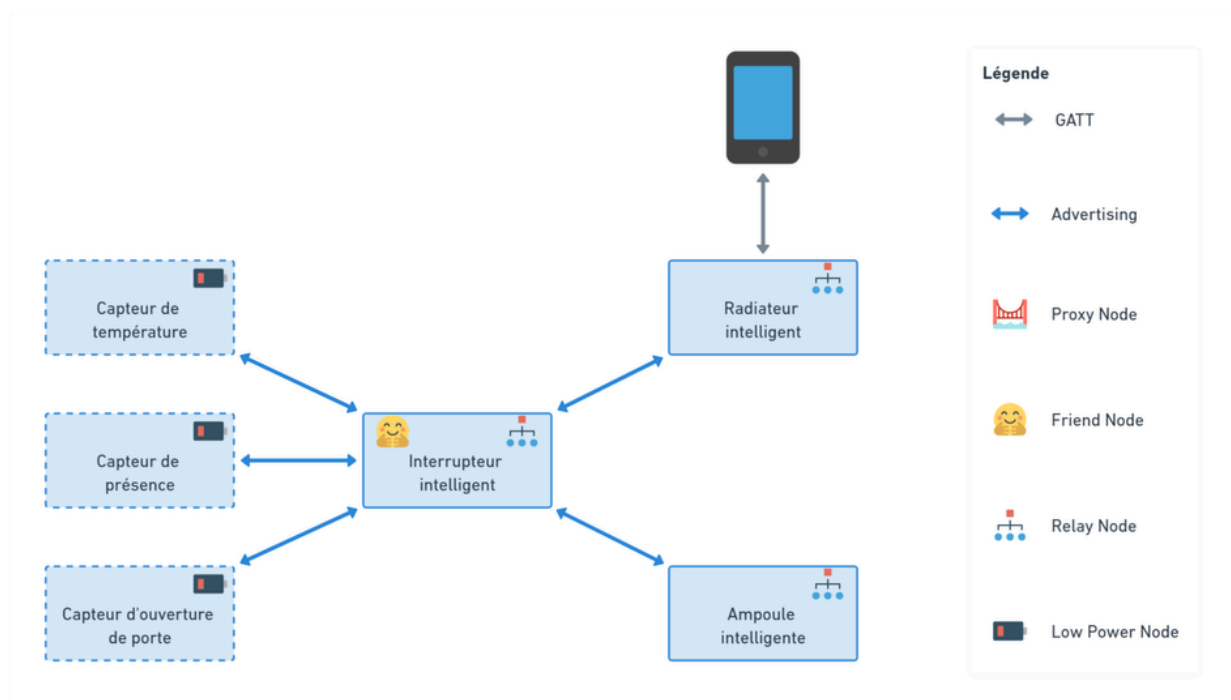 Légende
GATT
Advertising
Proxy Node
Friend Node
Relay Node
Low Power Node
Capteur de
température
Capteur de
présence
Capteur d'ouverture
de porte
Interrupteur
intelligent
Radiateur
intelligent
Ampoule
intelligente